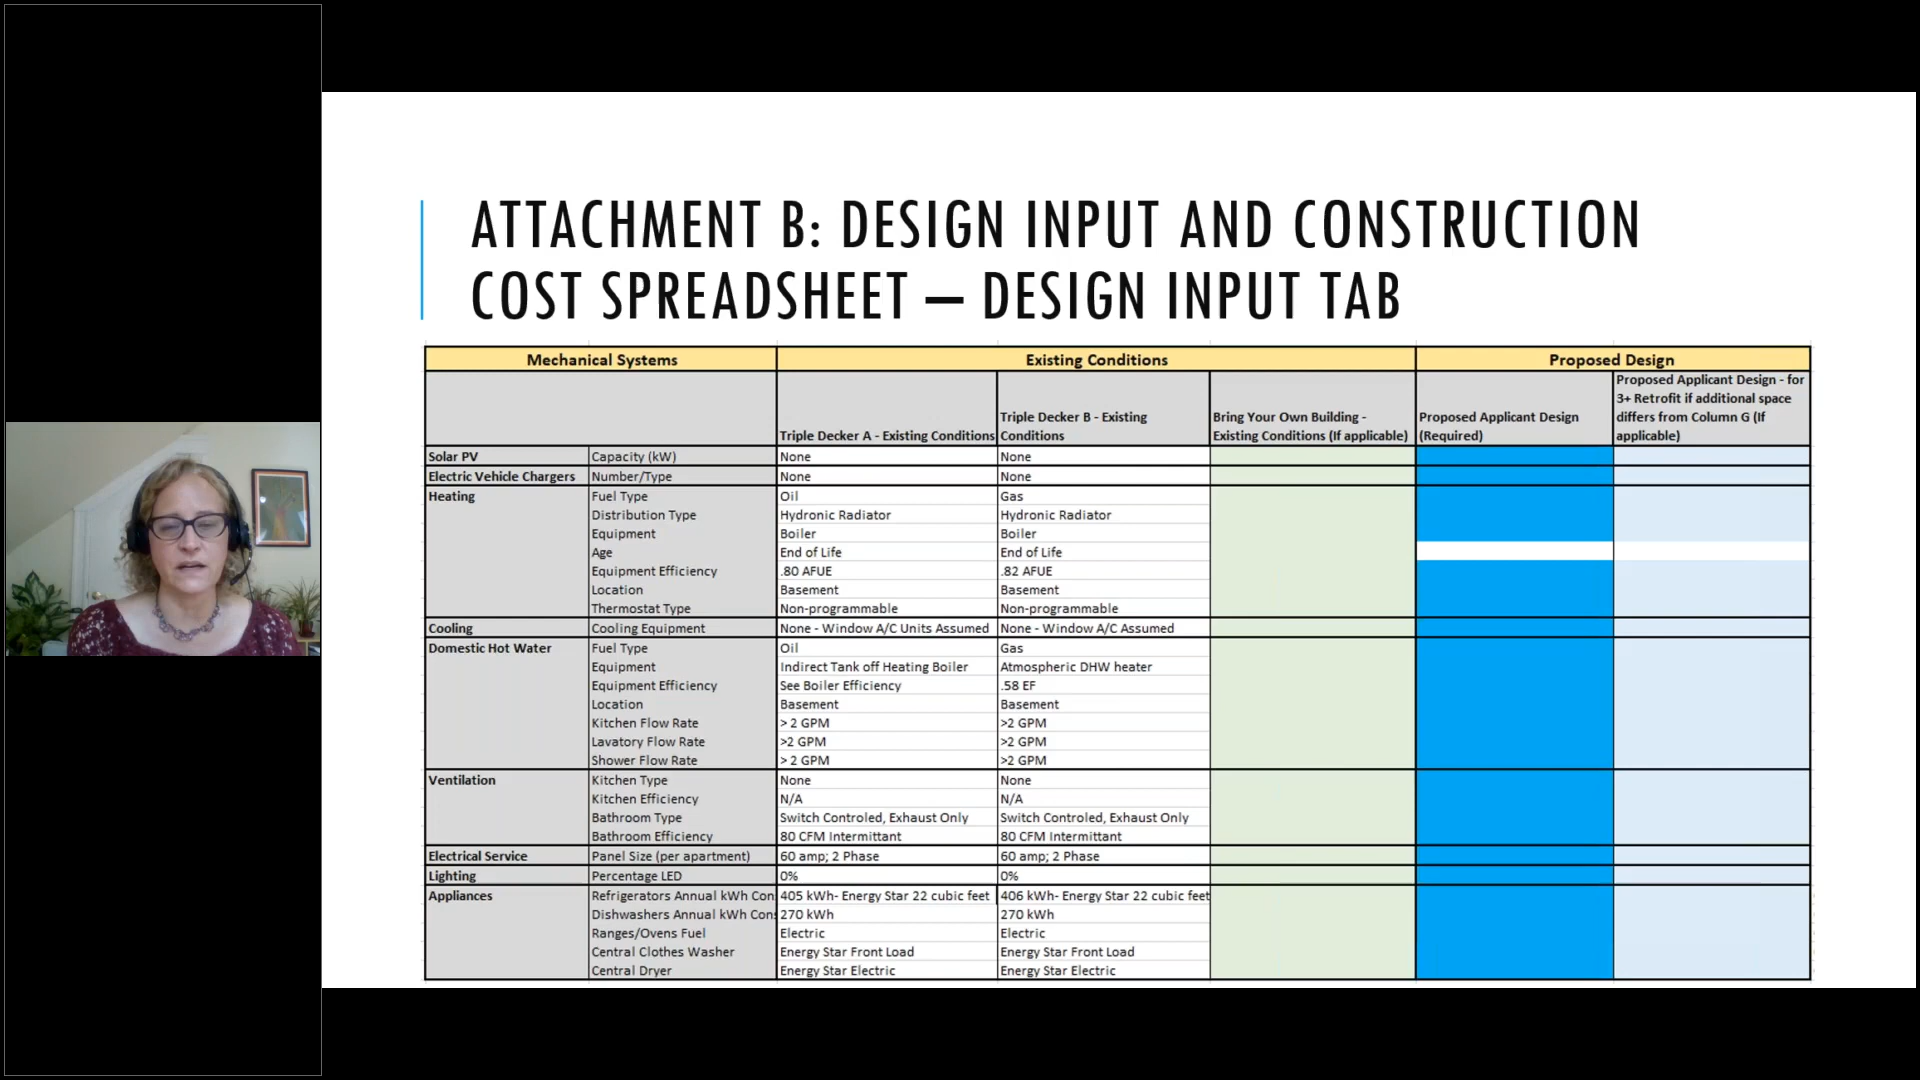 ATTACHMENT B: DESIGN INPUT AND CONSTRUCTION
COST SPREADSHEET — DESIGN INPUT TAB
Mechanical Systems Existing Conditions Proposed Design
Triple Decker A - Existing Conditions
Triple Decker B - Existing
Conditions
Bring Your Own Building -
Existing Conditions (If applicable)
Proposed Applicant Design
(Required)
Proposed Applicant Design - for
3+ Retrofit if additional space
differs from Column G (If
applicable)
Solar PV Capacity (kW) None None
Electric Vehicle Chargers Number/Type None None
Heating Fuel Type Oil Gas
Distribution Type Hydronic Radiator Hydronic Radiator
Equipment Boiler Boiler
Age End of Life End of Life
Equipment Efficiency .80 AFUE .82 AFUE
Location Basement Basement
Thermostat Type Non-programmable Non-programmable
Cooling Cooling Equipment None - Window A/C Units Assumed None - Window A/C Assumed
Domestic Hot Water Fuel Type Oil Gas
Equipment Indirect Tank off Heating Boiler Atmospheric DHW heater
Equipment Efficiency See Boiler Efficiency .58 EF
Location Basement Basement
Kitchen Flow Rate > 2 GPM >2 GPM
Lavatory Flow Rate >2 GPM >2 GPM
Shower Flow Rate > 2 GPM >2 GPM
Ventilation Kitchen Type None None
Kitchen Efficiency N/A N/A
Bathroom Type Switch Controled, Exhaust Only Switch Controled, Exhaust Only
Bathroom Efficiency 80 CFM Intermittant 80 CFM Intermittant
Electrical Service Panel Size (per apartment) 60 amp; 2 Phase 60 amp; 2 Phase
Lighting Percentage LED 0% 0%
Appliances Refrigerators Annual kWh Con 405 kWh- Energy Star 22 cubic feet 406 kWh- Energy Star 22 cubic feet
Dishwashers Annual kWh Cons 270 kWh 270 kWh
Ranges/Ovens Fuel Electric Electric
Central Clothes Washer Energy Star Front Load Energy Star Front Load
Central Dryer Energy Star Electric Energy Star Electric